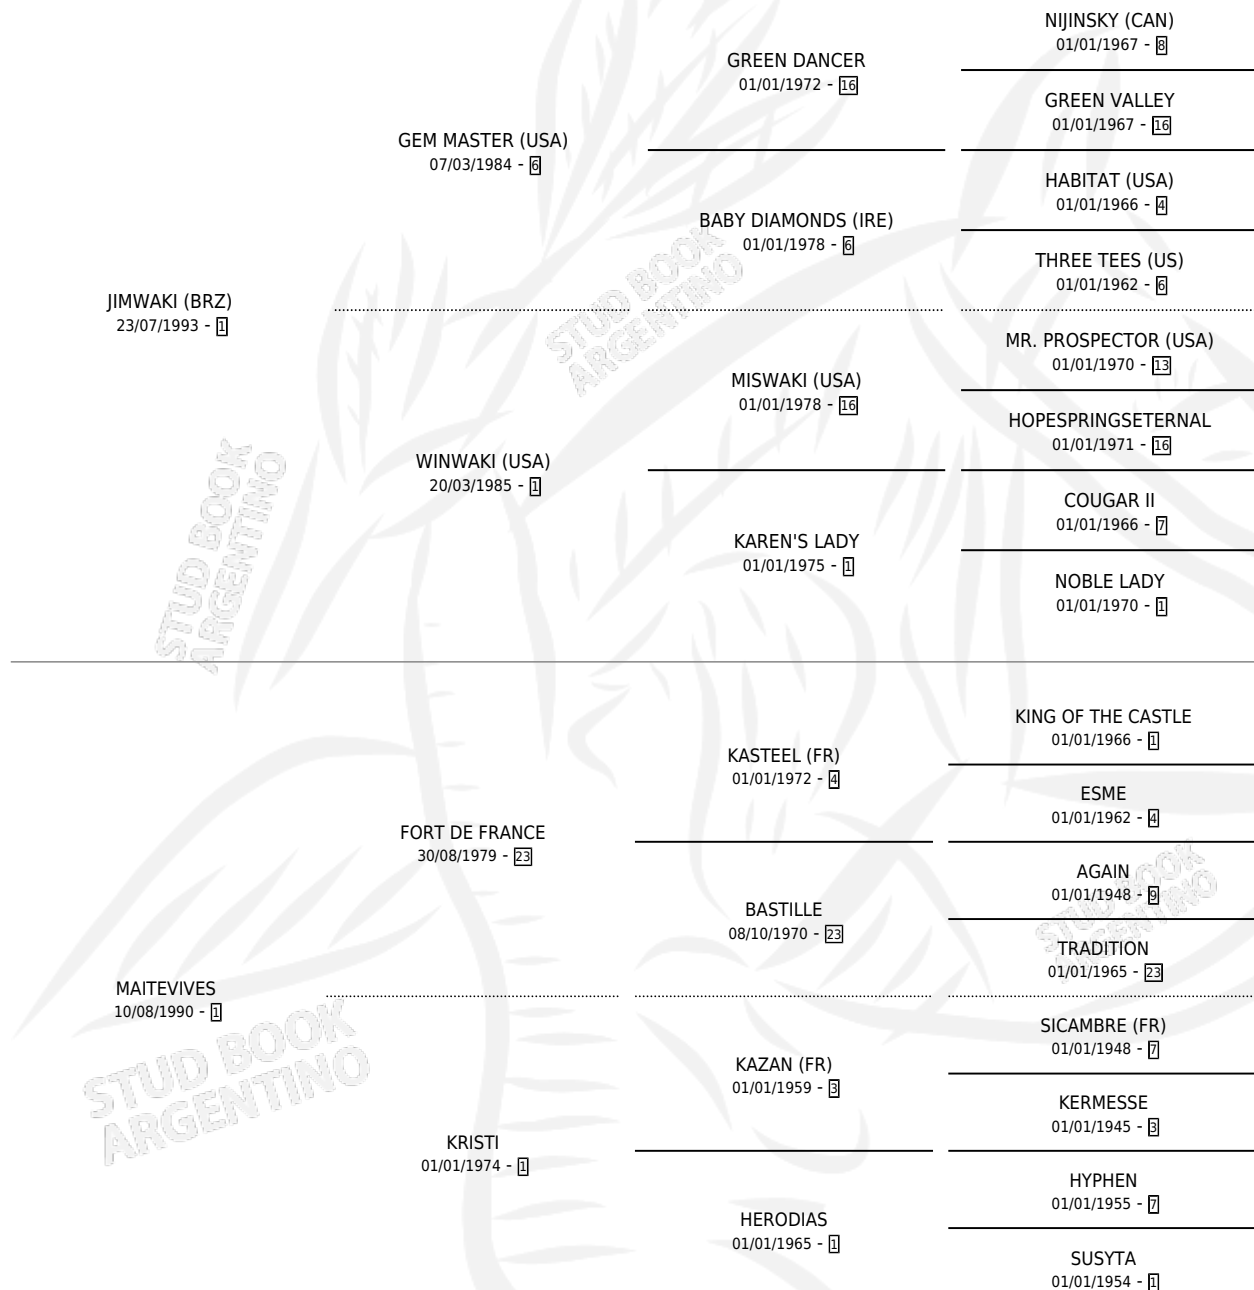 JIMWAKI (BRZ)
23/07/1993 - 1
GEM MASTER (USA)
07/03/1984 - 6
WINWAKI (USA)
20/03/1985 - 1
GREEN DANCER
01/01/1972 - 16
BABY DIAMONDS (IRE)
01/01/1978 - 6
MISWAKI (USA)
01/01/1978 - 16
KAREN'S LADY
01/01/1975 - 1
NIJINSKY (CAN)
01/01/1967 - 8
GREEN VALLEY
01/01/1967 - 16
HABITAT (USA)
01/01/1966 - 4
THREE TEES (US)
01/01/1962 - 6
MR. PROSPECTOR (USA)
01/01/1970 - 13
HOPESPRINGSETERNAL
01/01/1971 - 16
COUGAR II
01/01/1966 - 7
NOBLE LADY
01/01/1970 - 1
MAITEVIVES
10/08/1990 - 1
FORT DE FRANCE
30/08/1979 - 23
KRISTI
01/01/1974 - 1
KASTEEL (FR)
01/01/1972 - 4
BASTILLE
08/10/1970 - 23
KAZAN (FR)
01/01/1959 - 3
HERODIAS
01/01/1965 - 1
KING OF THE CASTLE
01/01/1966 - 1
ESME
01/01/1962 - 4
AGAIN
01/01/1948 - 9
TRADITION
01/01/1965 - 23
SICAMBRE (FR)
01/01/1948 - 7
KERMESSE
01/01/1945 - 3
HYPHEN
01/01/1955 - 7
SUSYTA
01/01/1954 - 1
STUD BOOK
ARGENTINO
STUD BOOK
ARGENTINO
STUD BOOK
ARGENTINO
STUD BOOK
ARGENTINO